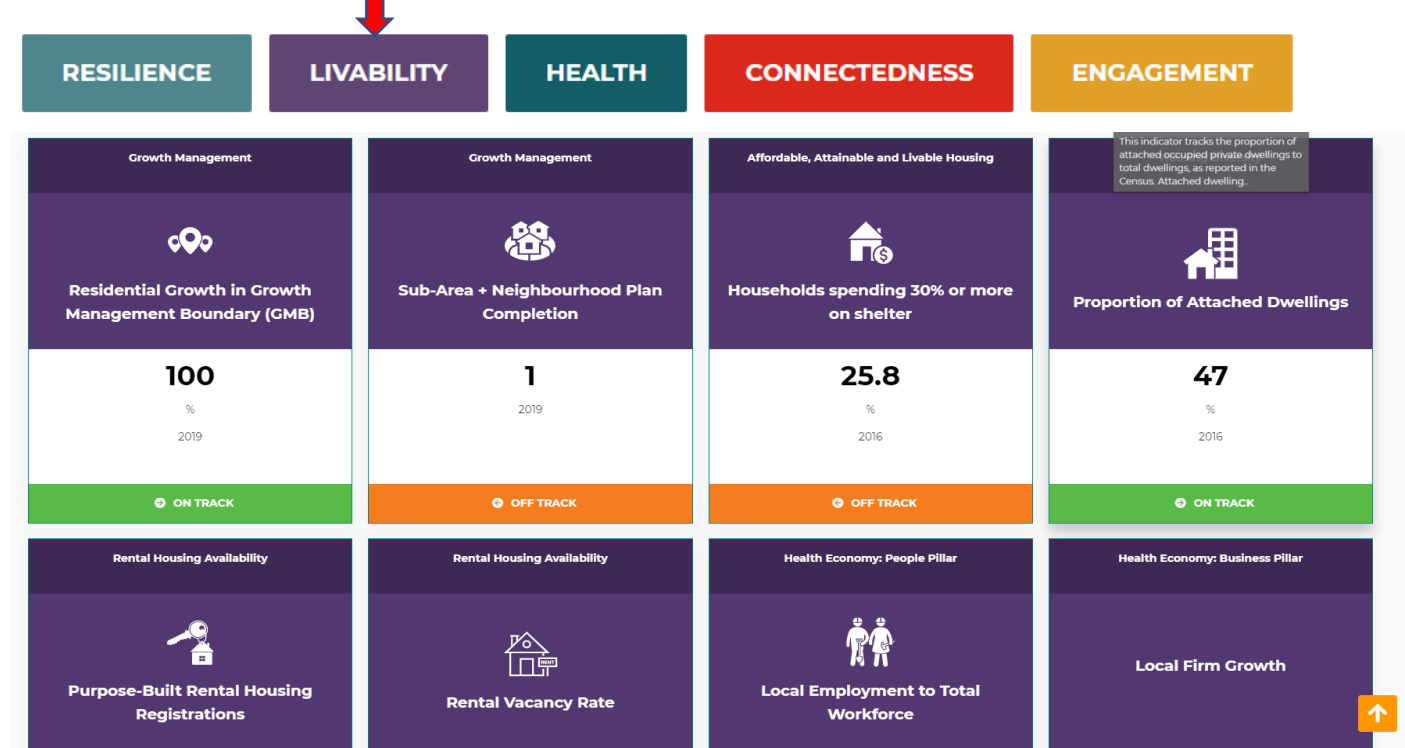 RESILIENCE
LIVABILITY
HEALTH
CONNECTEDNESS
ENGAGEMENT
Growth Management
Residential Growth in Growth
Management Boundary (GMB)
100
%
2019
ON TRACK
Growth Management
Sub-Area + Neighbourhood Plan
Completion
1
2019
OFF TRACK
Affordable, Attainable and Livable Housing
Households spending 30% or more
on shelter
25.8
%
2016
OFF TRACK
This indicator tracks the proportion of
attached occupied private dwellings to
total dwellings, as reported in the
Census. Attached dwelling..
Proportion of Attached Dwellings
47
%
2016
ON TRACK
Rental Housing Availability
Purpose-Built Rental Housing
Registrations
Rental Housing Availability
RENT
Rental Vacancy Rate
Health Economy: People Pillar
Local Employment to Total
Workforce
Health Economy: Business Pillar
Local Firm Growth